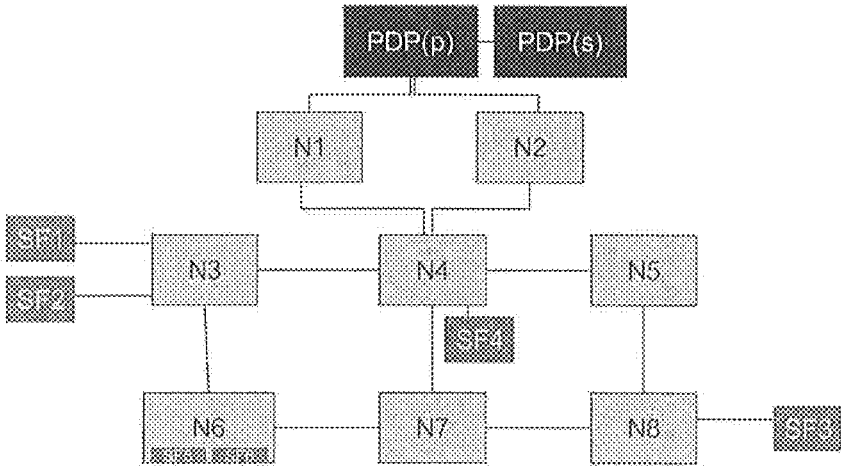 PDP(p) PDP(s)
N1 N2
SF1
N3 N4 N5
SF2
SF4
N6 N7 N8 SF3